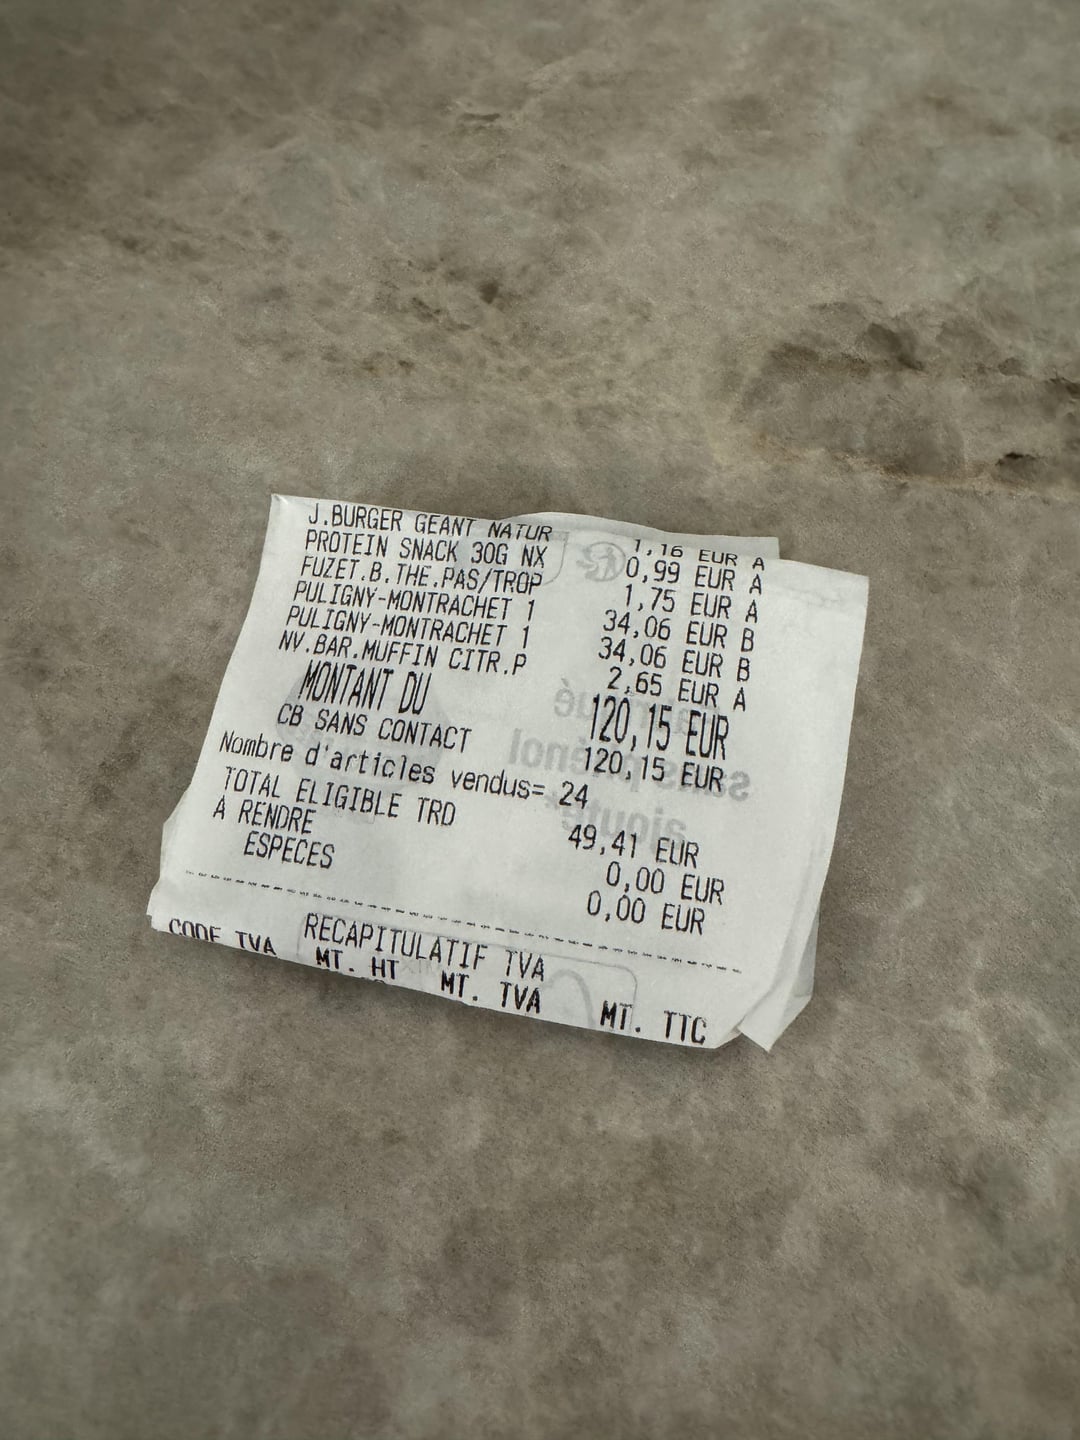 J.BURGER GEANT NATUR 1,16 EUR A
PROTEIN SNACK 30G NX 0,99 EUR A
FUZET.B.THE.PAS/TROP 1,75 EUR A
PULIGNY-MONTRACHET 1 34,06 EUR B
PULIGNY-MONTRACHET 1 34,06 EUR B
NV.BAR.MUFFIN CITR.P 2,65 EUR A
MONTANT DU 120,15 EUR
CB SANS CONTACT 120,15 EUR
Nombre d'articles vendus= 24
TOTAL ELIGIBLE TRD 49,41 EUR
A RENDRE 0,00 EUR
ESPECES 0,00 EUR
RECAPITULATIF TVA
CODE TVA MT. HT MT. TVA MT. TTC
sans phénol
ajouté*